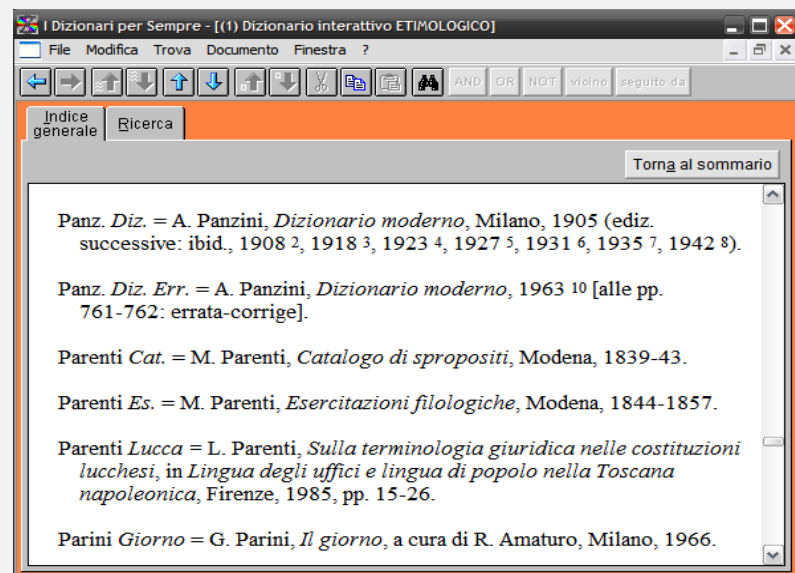 I Dizionari per Sempre - [(1) Dizionario interattivo ETIMOLOGICO]
File Modifica Trova Documento Finestra ?
AND OR NOT vicino seguito da
Indice
generale
Ricerca
Torna al sommario
Panz. Diz. = A. Panzini, Dizionario moderno, Milano, 1905 (ediz.
successive: ibid., 1908 2, 1918 3, 1923 4, 1927 5, 1931 6, 1935 7, 1942 8).
Panz. Diz. Err. = A. Panzini, Dizionario moderno, 1963 10 [alle pp.
761-762: errata-corrige].
Parenti Cat. = M. Parenti, Catalogo di spropositi, Modena, 1839-43.
Parenti Es. = M. Parenti, Esercitazioni filologiche, Modena, 1844-1857.
Parenti Lucca = L. Parenti, Sulla terminologia giuridica nelle costituzioni
lucchesi, in Lingua degli uffici e lingua di popolo nella Toscana
napoleonica, Firenze, 1985, pp. 15-26.
Parini Giorno = G. Parini, Il giorno, a cura di R. Amaturo, Milano, 1966.